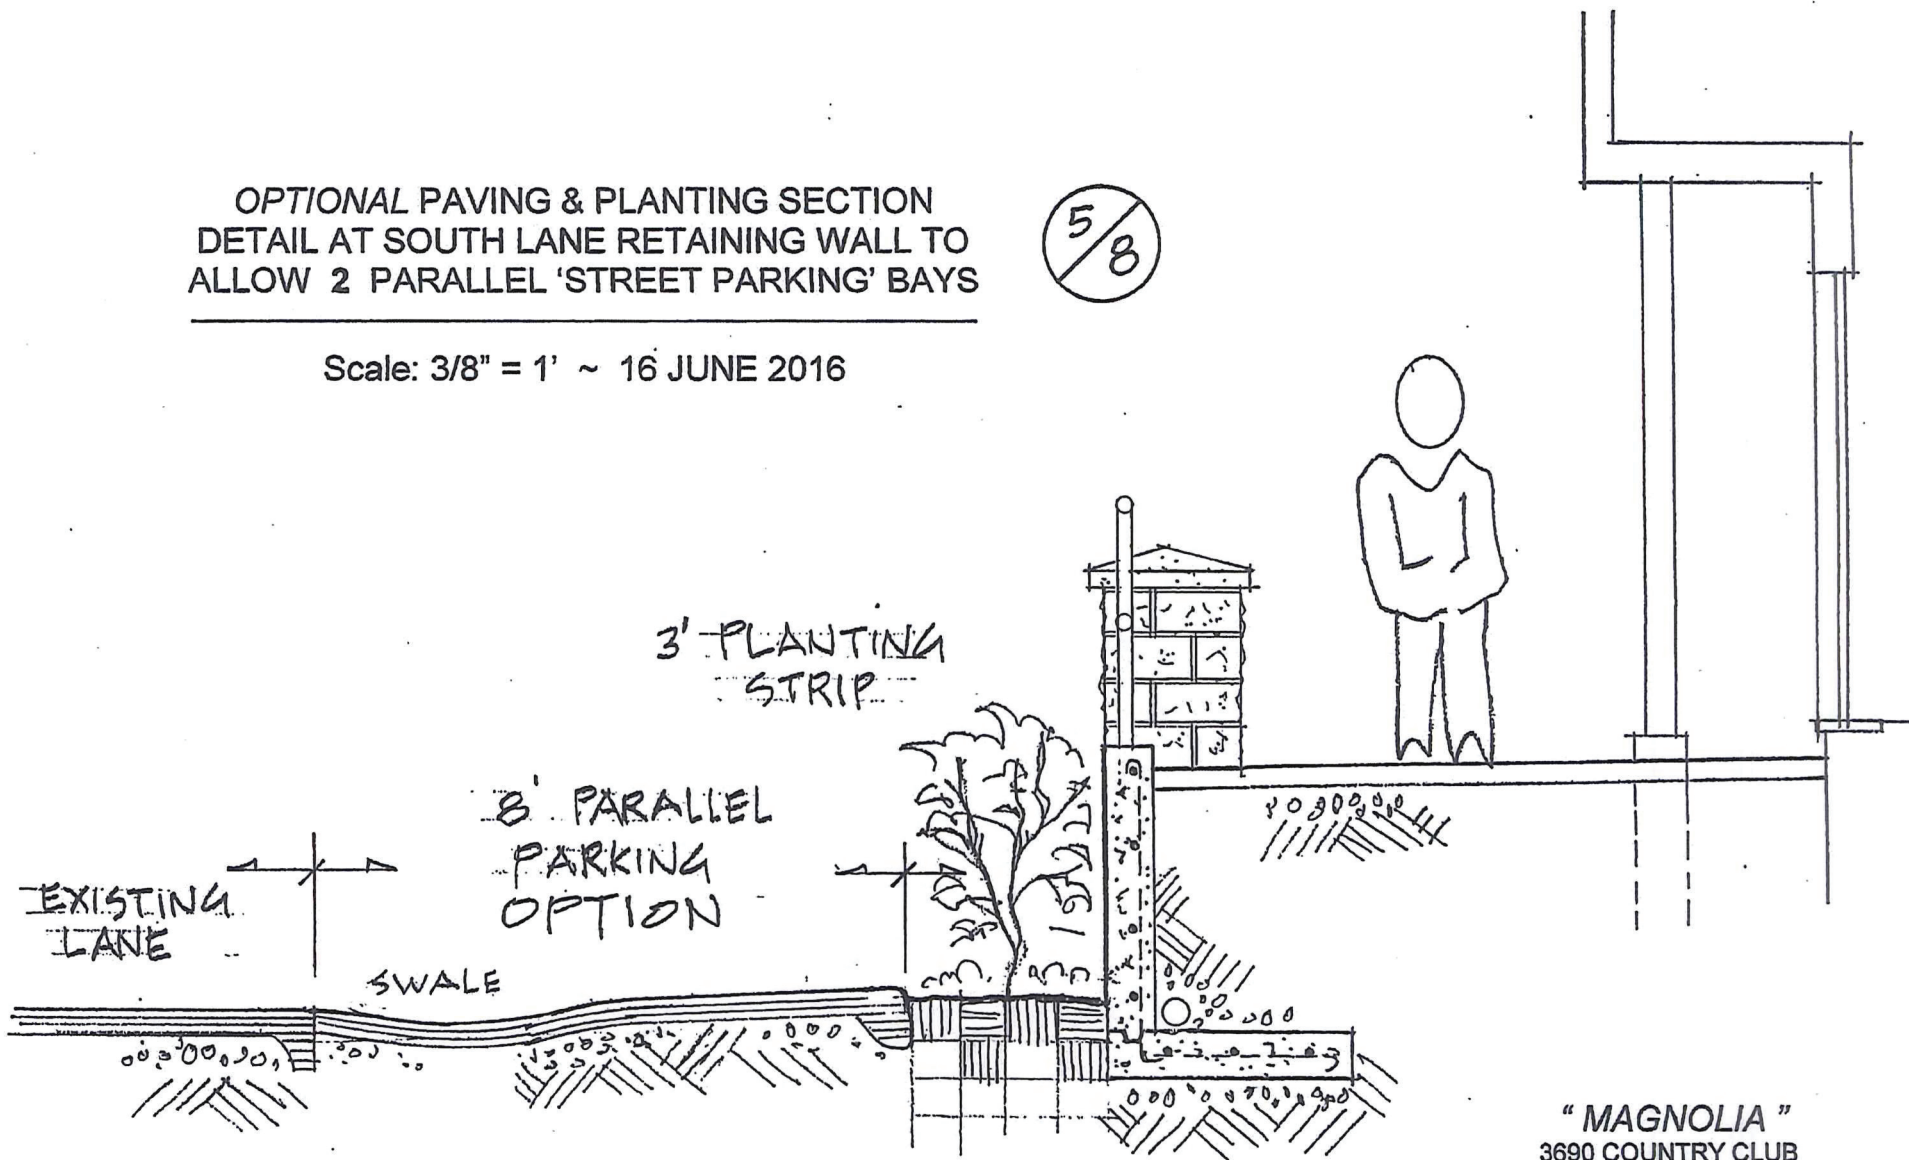 OPTIONAL PAVING & PLANTING SECTION
DETAIL AT SOUTH LANE RETAINING WALL TO
ALLOW 2 PARALLEL ‘STREET PARKING’ BAYS
5/8
Scale: 3/8” = 1’ ~ 16 JUNE 2016
3' PLANTING
STRIP
8' PARALLEL
PARKING
OPTION
EXISTING
LANE
SWALE
“ MAGNOLIA ”
3690 COUNTRY CLUB